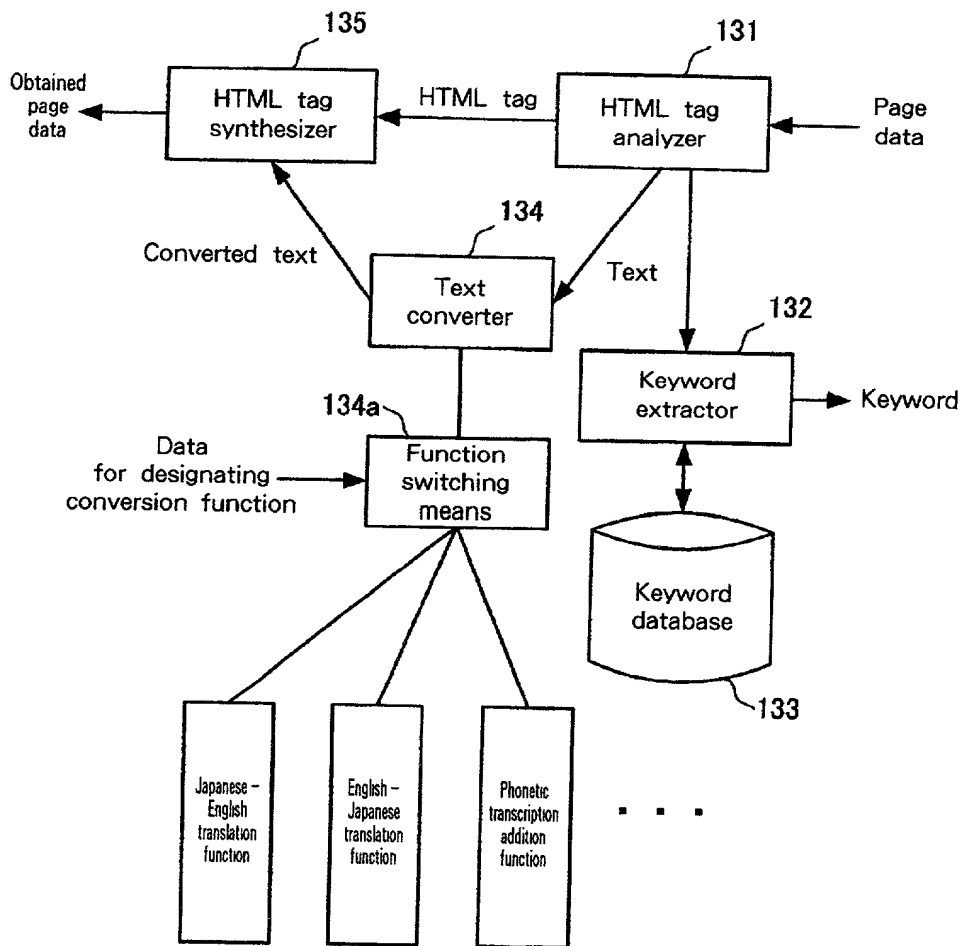 135
131
Obtained
page
data
HTML tag
synthesizer
HTML tag
HTML tag
analyzer
Page
data
134
Converted text
Text
converter
Text
132
Keyword
extractor
Keyword
134a
Data
for designating
conversion function
Function
switching
means
Keyword
database
133
Japanese –
English
translation
function
English –
Japanese
translation
function
Phonetic
transcription
addition
function
. . .